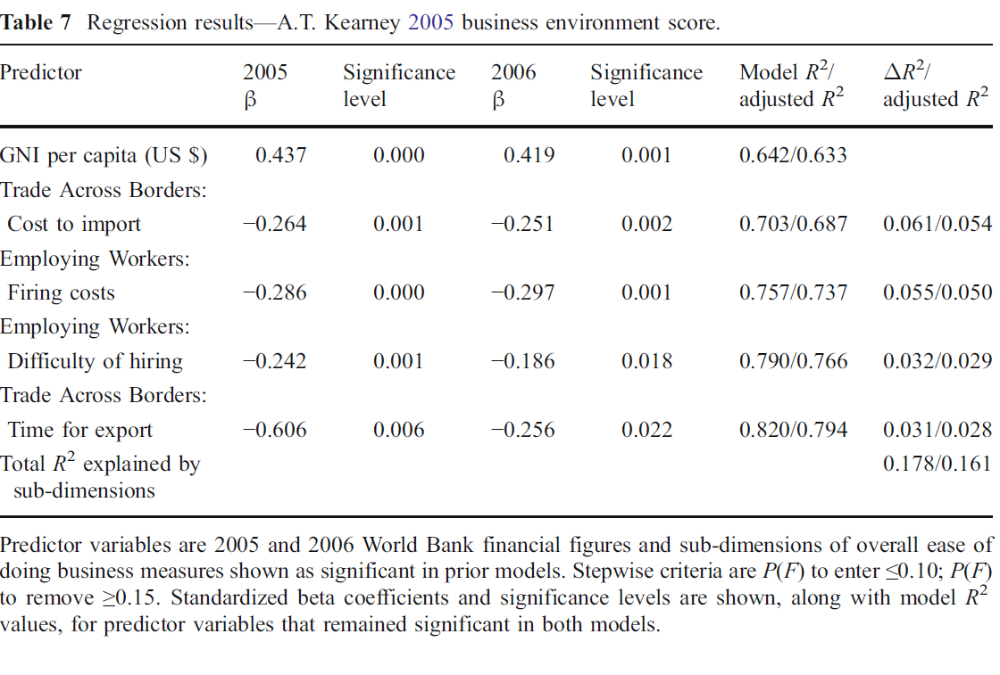 Table 7 Regression results—A.T. Kearney 2005 business environment score.
Predictor 2005 Significance 2006 Significance Model R²/ ΔR²/
β level β level adjusted R² adjusted R²
GNI per capita (US $) 0.437 0.000 0.419 0.001 0.642/0.633
Trade Across Borders:
Cost to import −0.264 0.001 −0.251 0.002 0.703/0.687 0.061/0.054
Employing Workers:
Firing costs −0.286 0.000 −0.297 0.001 0.757/0.737 0.055/0.050
Employing Workers:
Difficulty of hiring −0.242 0.001 −0.186 0.018 0.790/0.766 0.032/0.029
Trade Across Borders:
Time for export −0.606 0.006 −0.256 0.022 0.820/0.794 0.031/0.028
Total R² explained by 0.178/0.161
sub-dimensions
Predictor variables are 2005 and 2006 World Bank financial figures and sub-dimensions of overall ease of
doing business measures shown as significant in prior models. Stepwise criteria are P(F) to enter ≤0.10; P(F)
to remove ≥0.15. Standardized beta coefficients and significance levels are shown, along with model R²
values, for predictor variables that remained significant in both models.